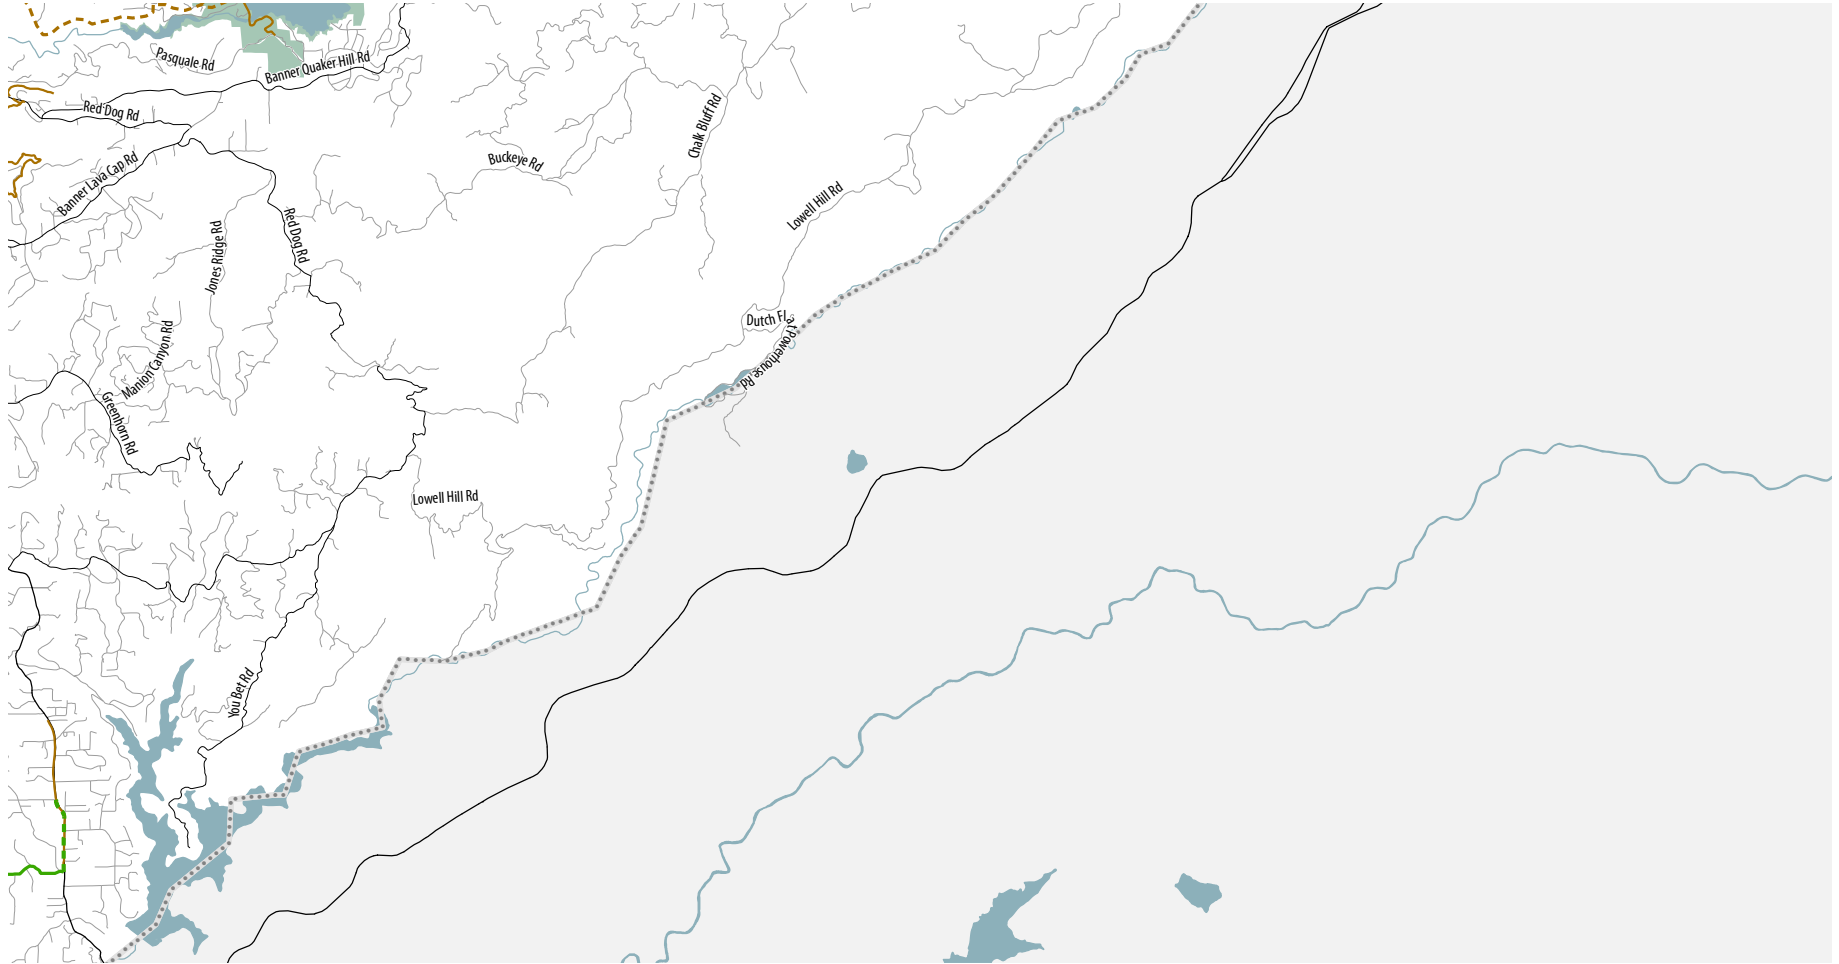 Pasquale Rd
Banner Quaker Hill Rd
Red Dog Rd
Chalk Bluff Rd
Buckeye Rd
Banner Lava Cap Rd
Lowell Hill Rd
Red Dog Rd
Jones Ridge Rd
Dutch Flat Powerhouse Rd
Manion Canyon Rd
Greenhorn Rd
Lowell Hill Rd
You Bet Rd